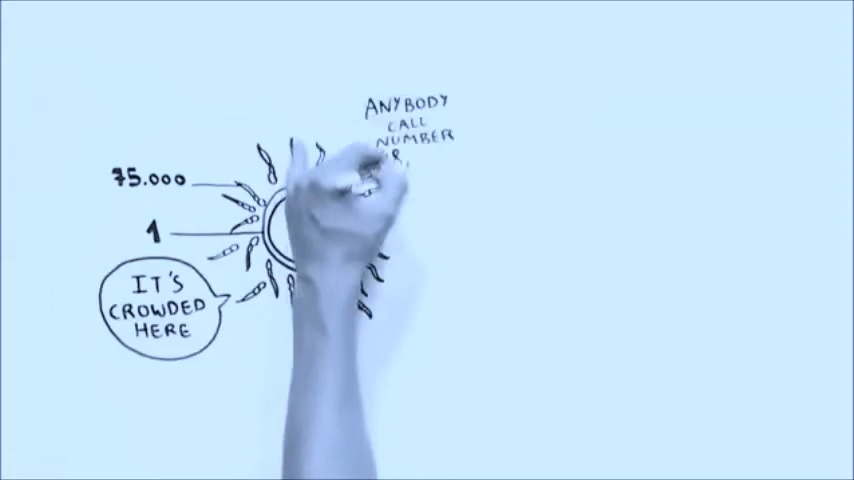 ANYBODY
CALL
NUMBER
75.000
1
IT'S
CROWDED
HERE